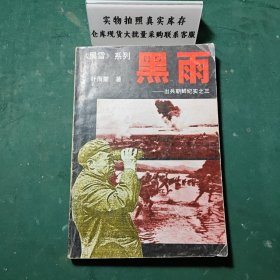 实物拍照真实库存
仓库现货大批量采购联系客服
《黑雪》系列
黑雨
叶雨蒙 著
——出兵朝鲜纪实之三